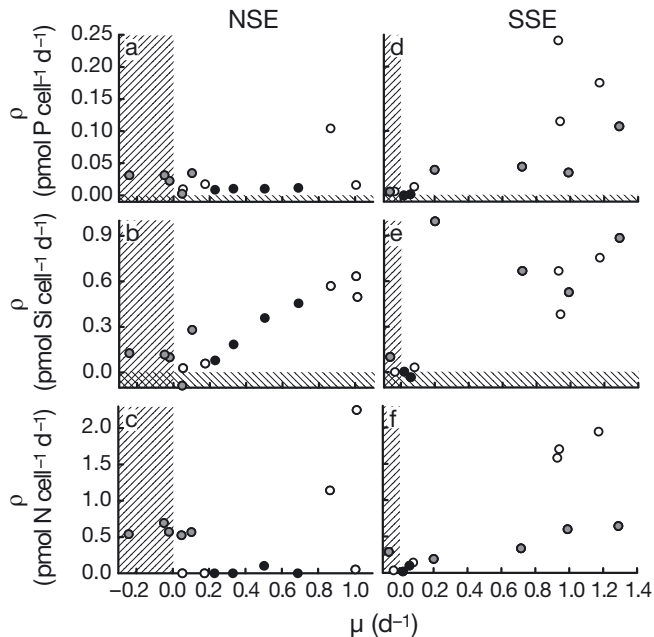 NSE SSE
a d
0.25
0.20
0.15
0.10
0.05
0.00
ρ
(pmol P cell⁻¹ d⁻¹)
b e
0.9
0.6
0.3
0.0
ρ
(pmol Si cell⁻¹ d⁻¹)
c f
2.0
1.5
1.0
0.5
0.0
ρ
(pmol N cell⁻¹ d⁻¹)
−0.2 0.0 0.2 0.4 0.6 0.8 1.0 0.0 0.2 0.4 0.6 0.8 1.0 1.2 1.4
μ (d⁻¹)